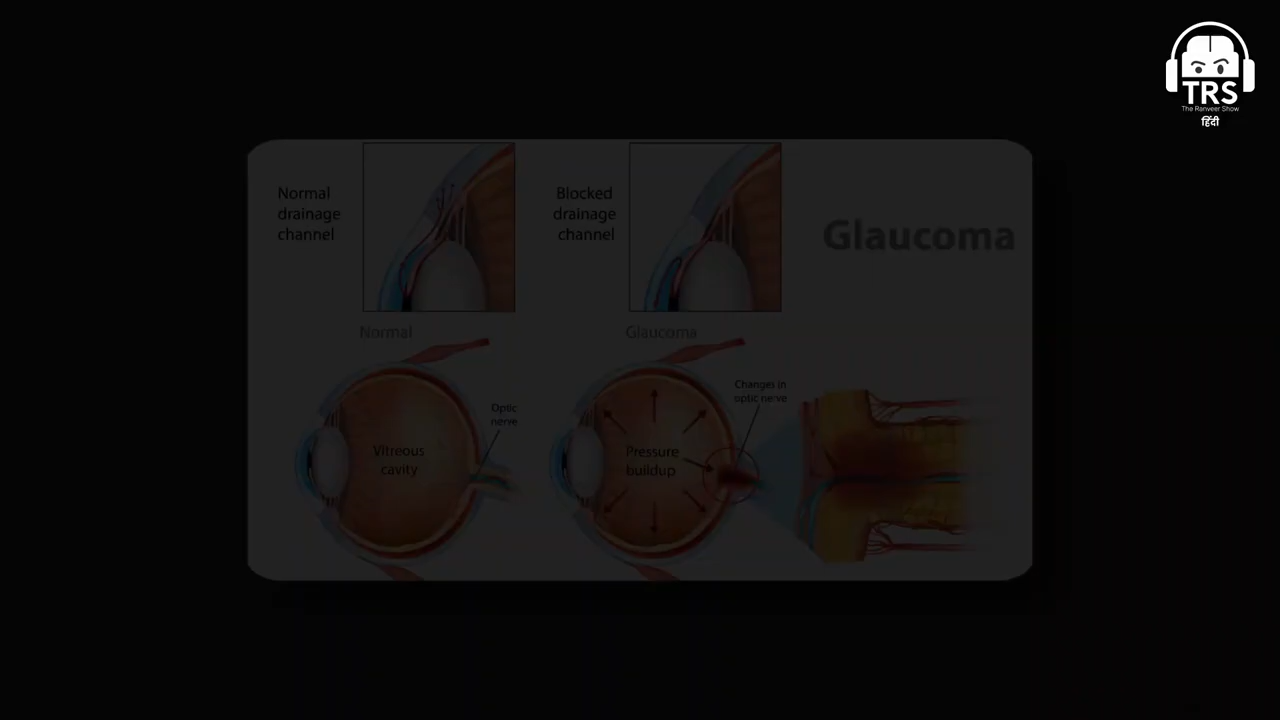 TRS
The Ranveer Show
हिंदी
Normal
drainage
channel
Blocked
drainage
channel
Glaucoma
Normal
Glaucoma
Optic
nerve
Changes in
optic nerve
Vitreous
cavity
Pressure
buildup